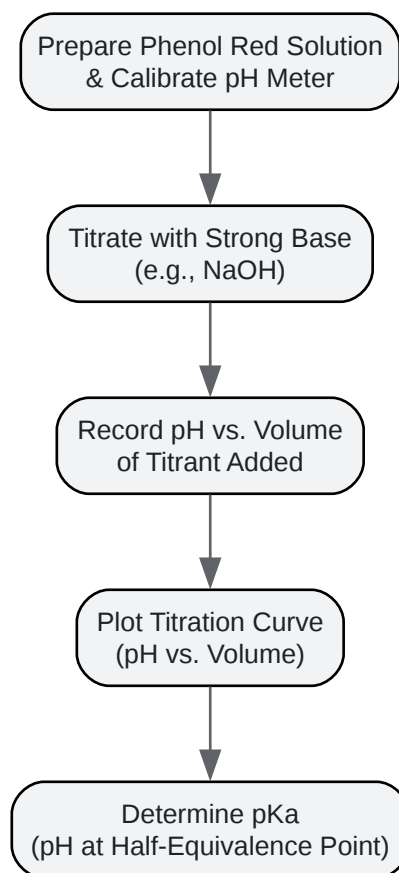 Prepare Phenol Red Solution
& Calibrate pH Meter
Titrate with Strong Base
(e.g., NaOH)
Record pH vs. Volume
of Titrant Added
Plot Titration Curve
(pH vs. Volume)
Determine pKa
(pH at Half-Equivalence Point)